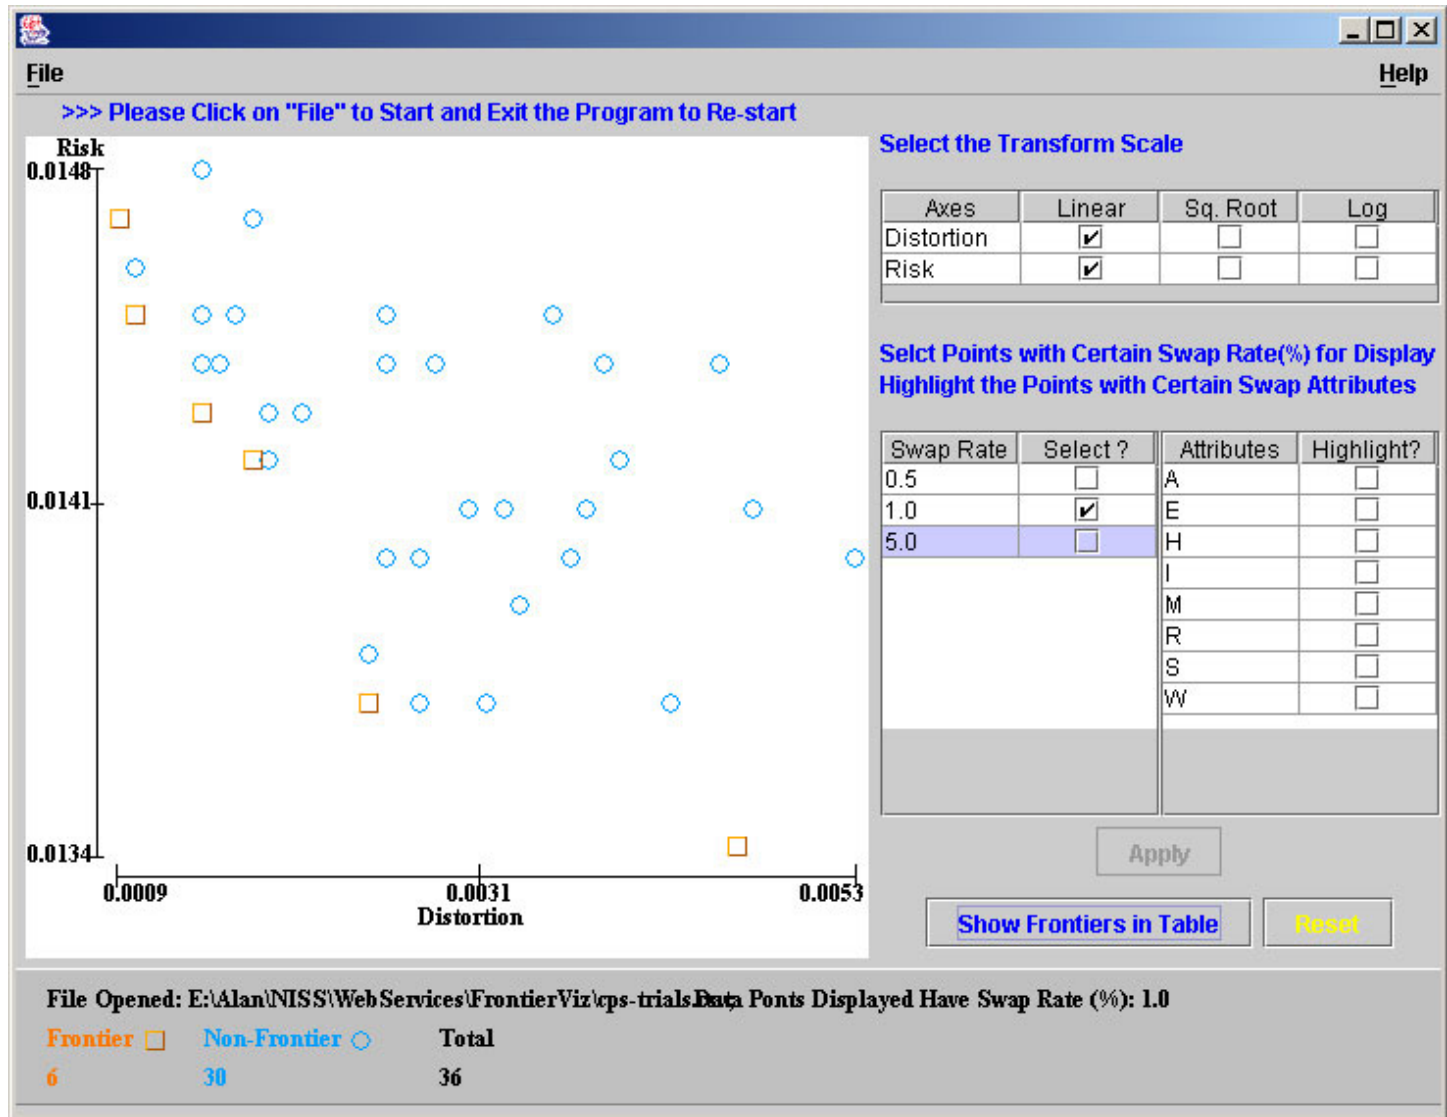 File Help
>>> Please Click on "File" to Start and Exit the Program to Re-start
Risk
0.0148
0.0141
0.0134
0.0009 0.0031 0.0053
Distortion
Select the Transform Scale
Axes Linear Sq. Root Log
Distortion
Risk
Selct Points with Certain Swap Rate(%) for Display
Highlight the Points with Certain Swap Attributes
Swap Rate Select ? Attributes Highlight?
0.5 A
1.0 E
5.0 H
I
M
R
S
W
Apply
Show Frontiers in Table Reset
File Opened: E:\Alan\NISS\WebServices\FrontierViz\cps-trials Ponts Displayed Have Swap Rate (%): 1.0
Frontier Non-Frontier Total
6 30 36